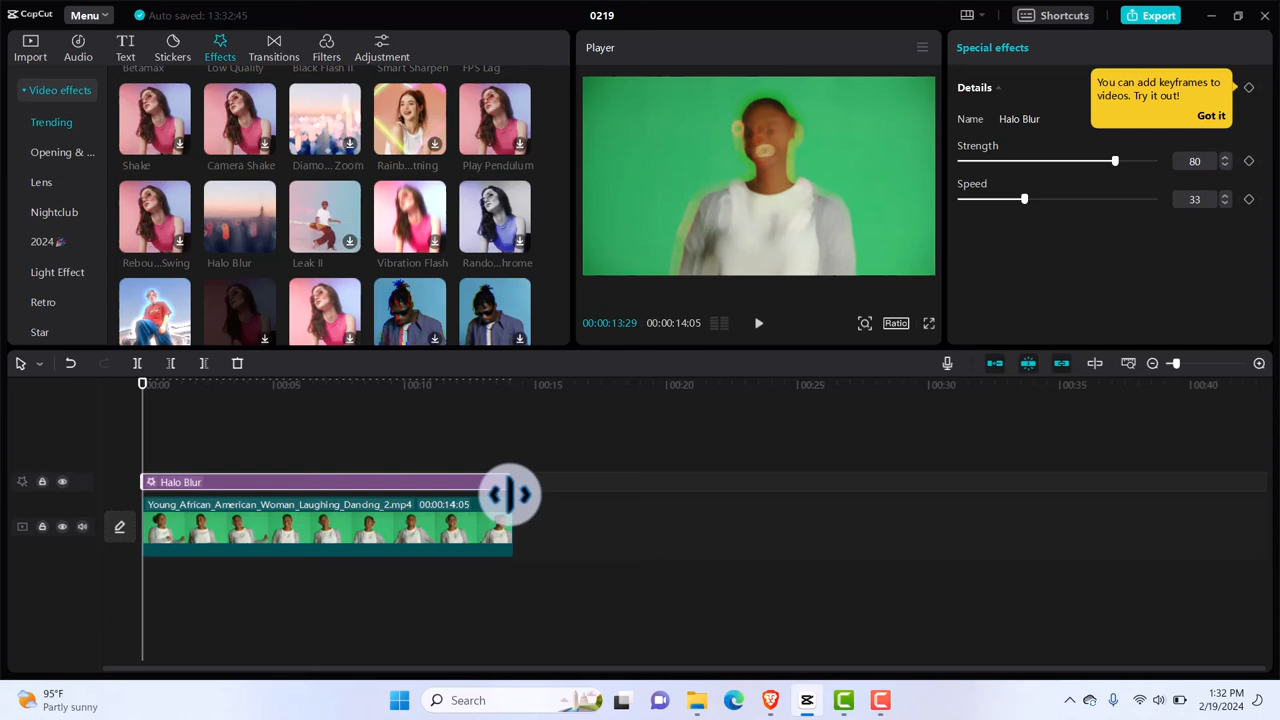 CapCut
Menu
Auto saved: 13:32:45
0219
Shortcuts
Export
Import
Audio
Text
Stickers
Effects
Transitions
Filters
Adjustment
Player
Special effects
Video effects
Trending
Opening & ...
Lens
Nightclub
2024🎉
Light Effect
Retro
Star
Betamax
Low Quality
Black Flash II
Smart Sharpen
FPS Lag
Shake
Camera Shake
Diamo... Zoom
Rainb...tning
Play Pendulum
Rebou...Swing
Halo Blur
Leak II
Vibration Flash
Rando...hrome
00:00:13:29
00:00:14:05
Ratio
Details
You can add keyframes to
videos. Try it out!
Got it
Name
Halo Blur
Strength
80
Speed
33
00:00
00:05
00:10
00:15
00:20
00:25
00:30
00:35
00:40
Halo Blur
Young_African_American_Woman_Laughing_Dancing_2.mp4 00:00:14:05
95°F
Partly sunny
Search
1:32 PM
2/19/2024